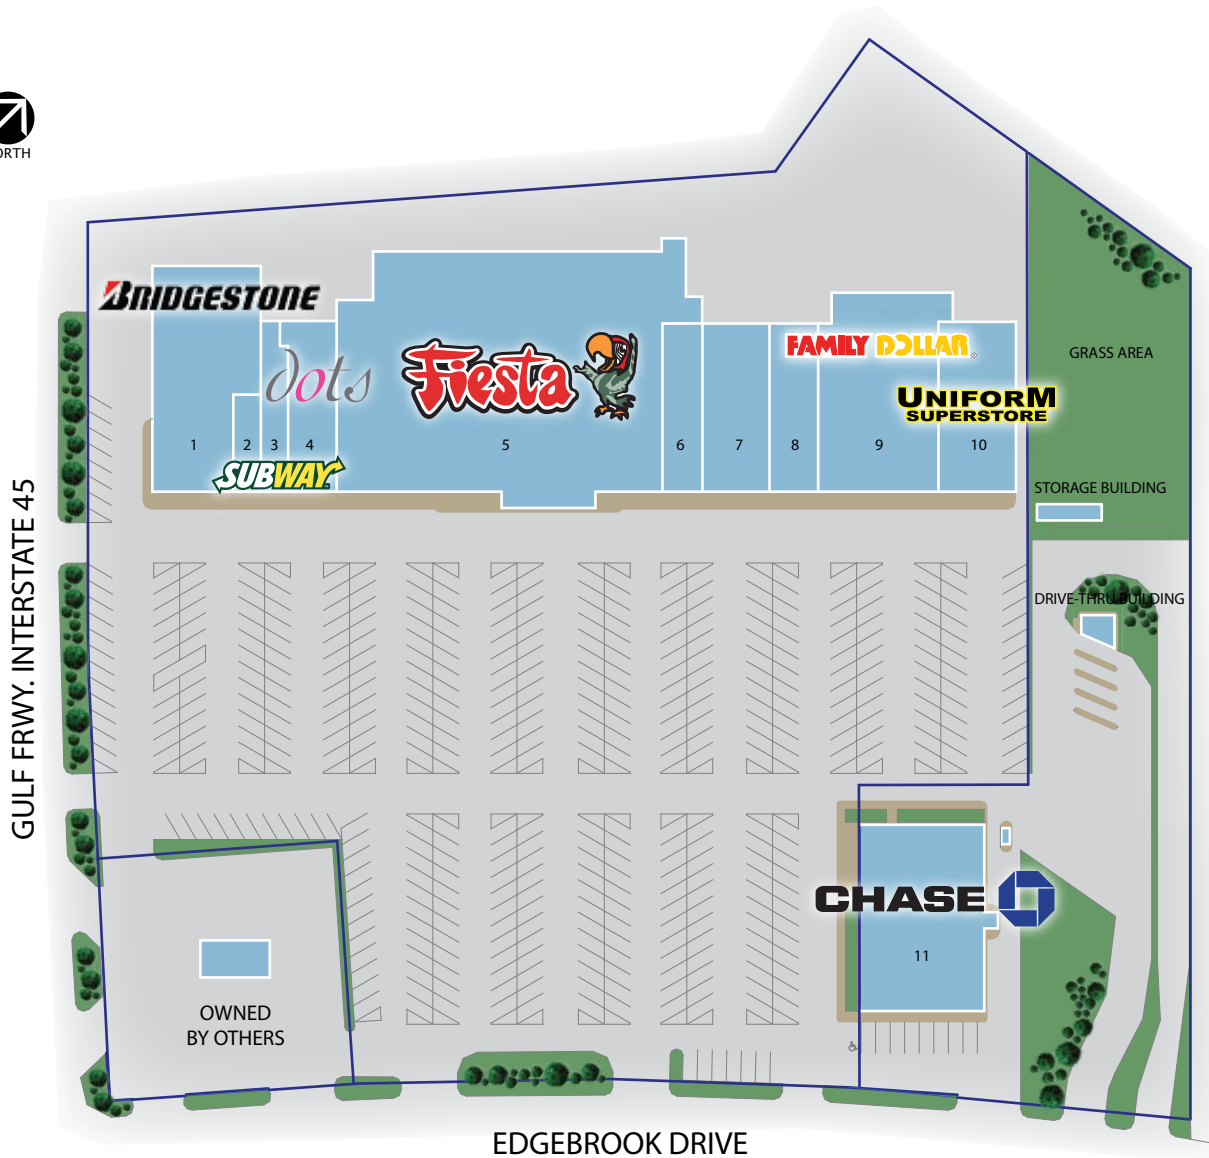 ORTH
BRIDGESTONE
dots
Fiesta
FAMILY DOLLAR
UNIFORM
SUPERSTORE
GRASS AREA
1
2
3
4
5
6
7
8
9
10
SUBWAY
STORAGE BUILDING
DRIVE-THRU BUILDING
GULF FRWY. INTERSTATE 45
CHASE
11
OWNED
BY OTHERS
EDGEBROOK DRIVE